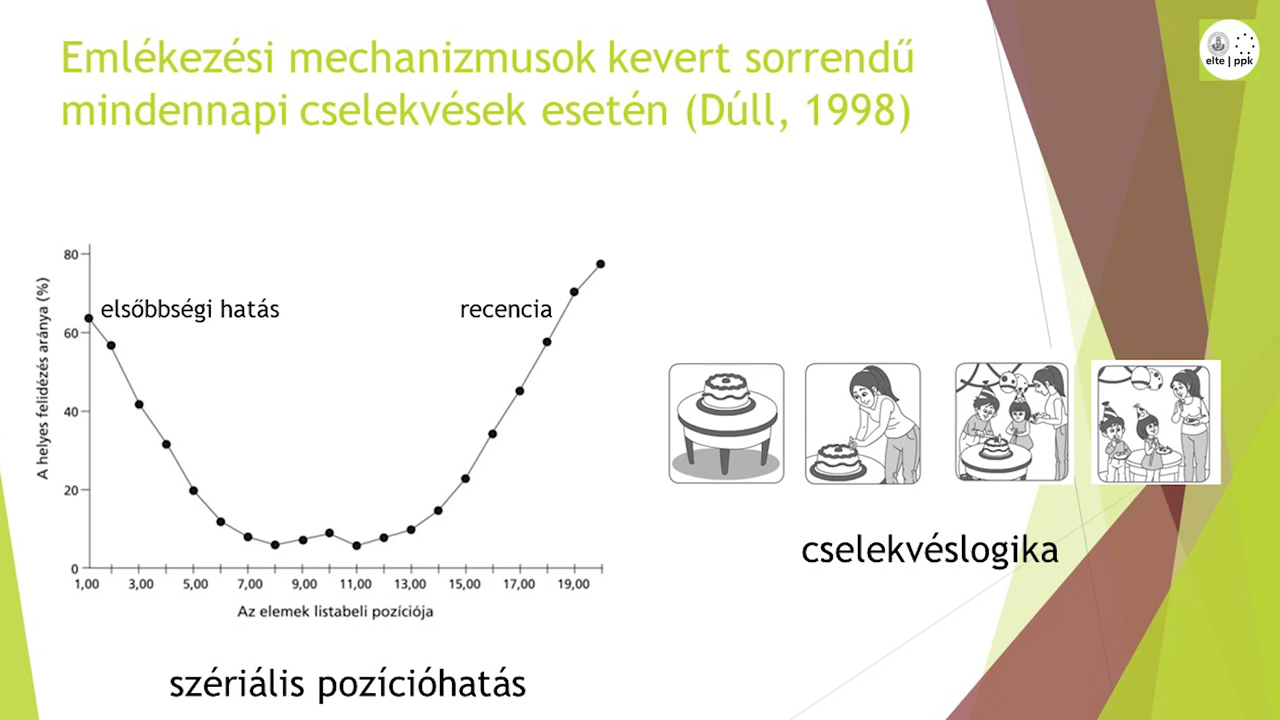 Emlékezési mechanizmusok kevert sorrendű
mindennapi cselekvések esetén (Dúll, 1998)
elte | ppk
A helyes felidézés aránya (%)
80
60
40
20
0
elsőbbségi hatás
recencia
1,00 3,00 5,00 7,00 9,00 11,00 13,00 15,00 17,00 19,00
Az elemek listabeli pozíciója
szériális pozícióhatás
cselekvéslogika